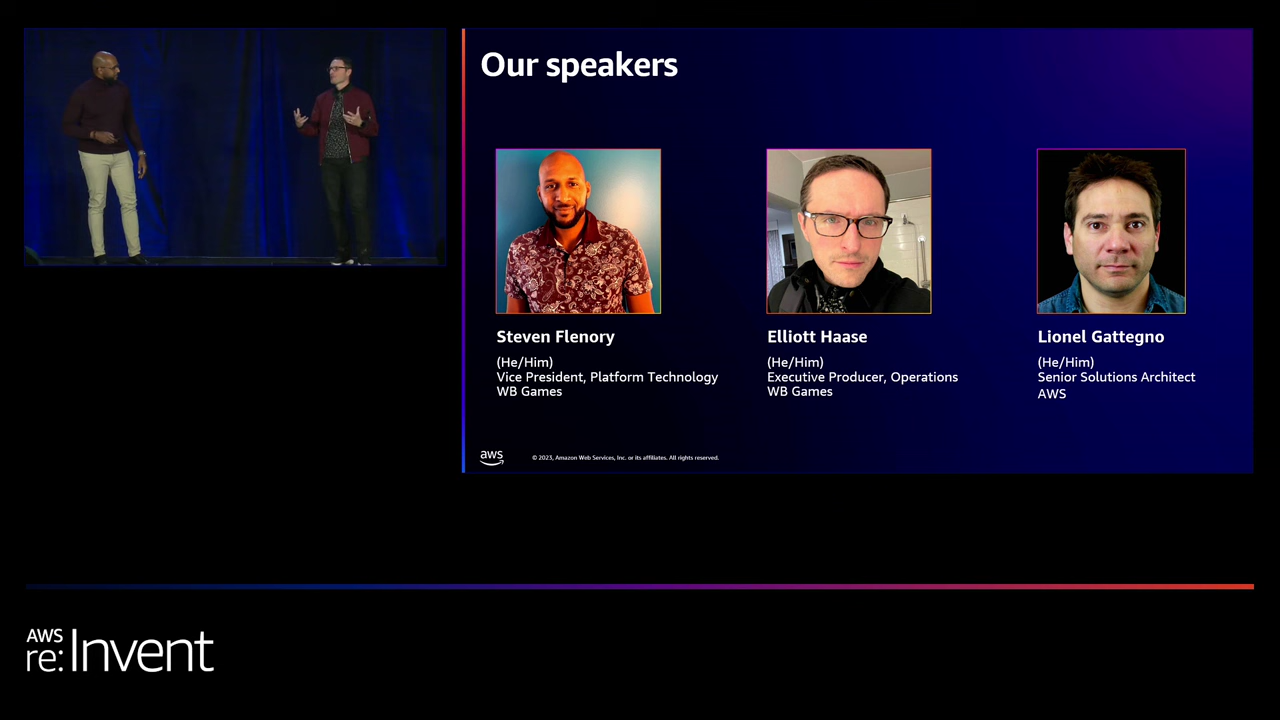 Our speakers
Steven Flenory
(He/Him)
Vice President, Platform Technology
WB Games
Elliott Haase
(He/Him)
Executive Producer, Operations
WB Games
Lionel Gattegno
(He/Him)
Senior Solutions Architect
AWS
aws
© 2023, Amazon Web Services, Inc. or its affiliates. All rights reserved.
AWS
re:Invent